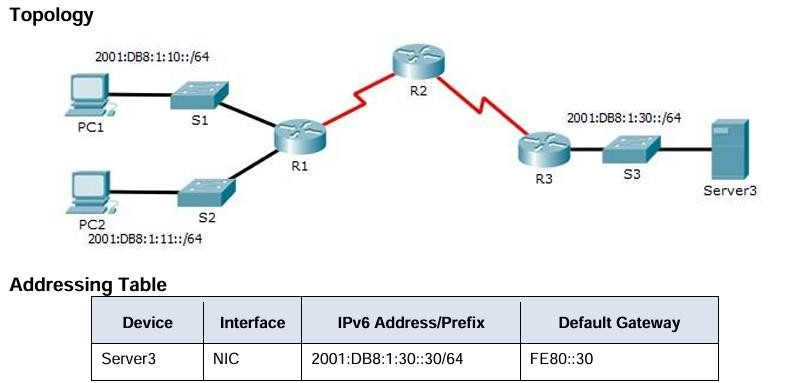 Topology
2001:DB8:1:10::/64
PC1
S1
R2
R1
2001:DB8:1:30::/64
R3
S3
Server3
PC2
S2
2001:DB8:1:11::/64
Addressing Table
Device Interface IPv6 Address/Prefix Default Gateway
Server3 NIC 2001:DB8:1:30::30/64 FE80::30